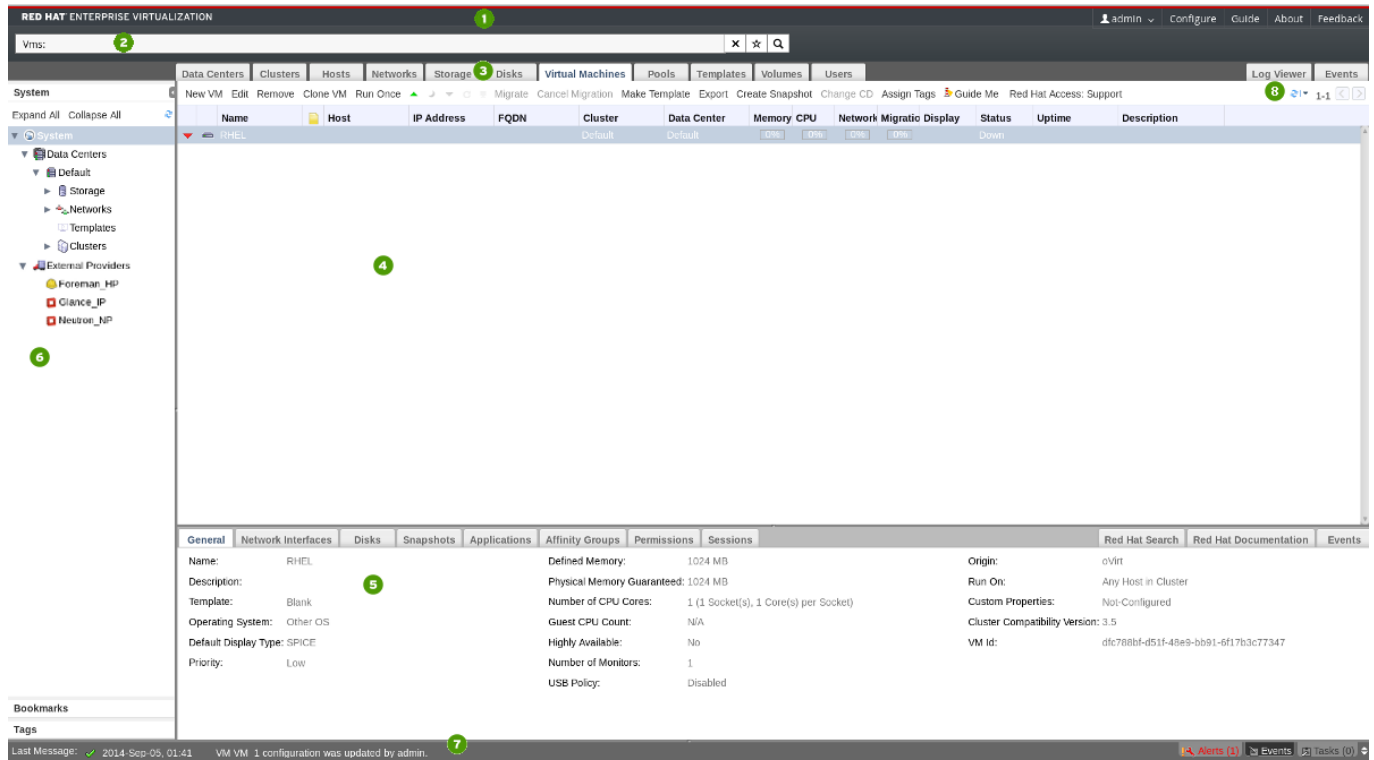 RED HAT ENTERPRISE VIRTUALIZATION 1 admin Configure Guide About Feedback
Vms: 2
Data Centers Clusters Hosts Networks Storage 3 Disks Virtual Machines Pools Templates Volumes Users Log Viewer Events
System New VM Edit Remove Clone VM Run Once Migrate Cancel Migration Make Template Export Create Snapshot Change CD Assign Tags Guide Me Red Hat Access: Support 8 1-1
Expand All Collapse All Name Host IP Address FQDN Cluster Data Center Memory CPU Network Migratio Display Status Uptime Description
System RHEL Default Default 0% 0% 0% 0% Down
Data Centers
Default
Storage
Networks
Templates
Clusters
External Providers 4
Foreman_HP
Glance_IP
Neutron_NP
6
General Network Interfaces Disks Snapshots Applications Affinity Groups Permissions Sessions Red Hat Search Red Hat Documentation Events
Name: RHEL Defined Memory: 1024 MB Origin: oVirt
Description: 5 Physical Memory Guaranteed: 1024 MB Run On: Any Host in Cluster
Template: Blank Number of CPU Cores: 1 (1 Socket(s), 1 Core(s) per Socket) Custom Properties: Not-Configured
Operating System: Other OS Guest CPU Count: N/A Cluster Compatibility Version: 3.5
Default Display Type: SPICE Highly Available: No VM Id: dfc788bf-d51f-48e9-bb91-6f17b3c77347
Priority: Low Number of Monitors: 1
USB Policy: Disabled
Bookmarks
Tags
Last Message: 2014-Sep-05, 01:41 VM VM_1 configuration was updated by admin. 7 Alerts (1) Events Tasks (0)